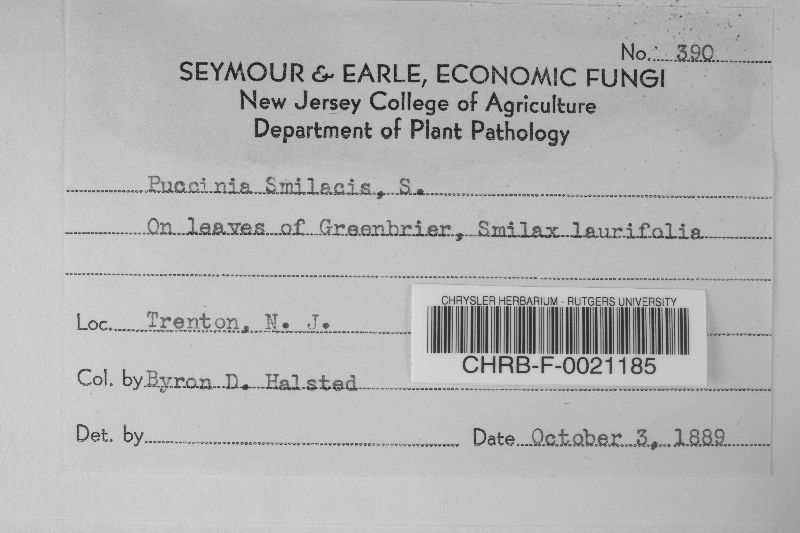 No. 390
SEYMOUR & EARLE, ECONOMIC FUNGI
New Jersey College of Agriculture
Department of Plant Pathology
Puccinia Smilacis, S.
On leaves of Greenbrier, Smilax laurifolia
Loc. Trenton, N. J.
CHRYSLER HERBARIUM - RUTGERS UNIVERSITY
CHRB-F-0021185
Col. by Byron D. Halsted
Det. by
Date October 3, 1889